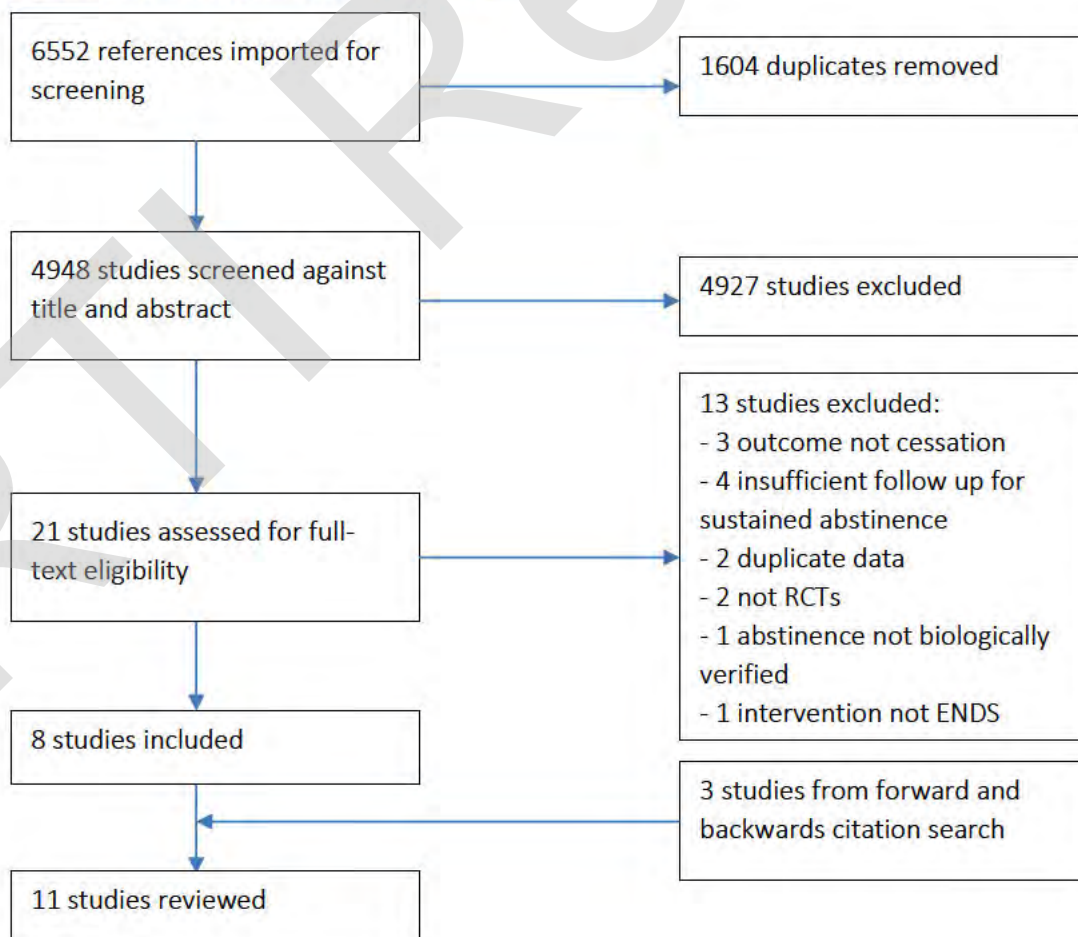 6552 references imported for
screening
1604 duplicates removed
4948 studies screened against
title and abstract
4927 studies excluded
21 studies assessed for full-
text eligibility
13 studies excluded:
- 3 outcome not cessation
- 4 insufficient follow up for
sustained abstinence
- 2 duplicate data
- 2 not RCTs
- 1 abstinence not biologically
verified
- 1 intervention not ENDS
8 studies included
3 studies from forward and
backwards citation search
11 studies reviewed